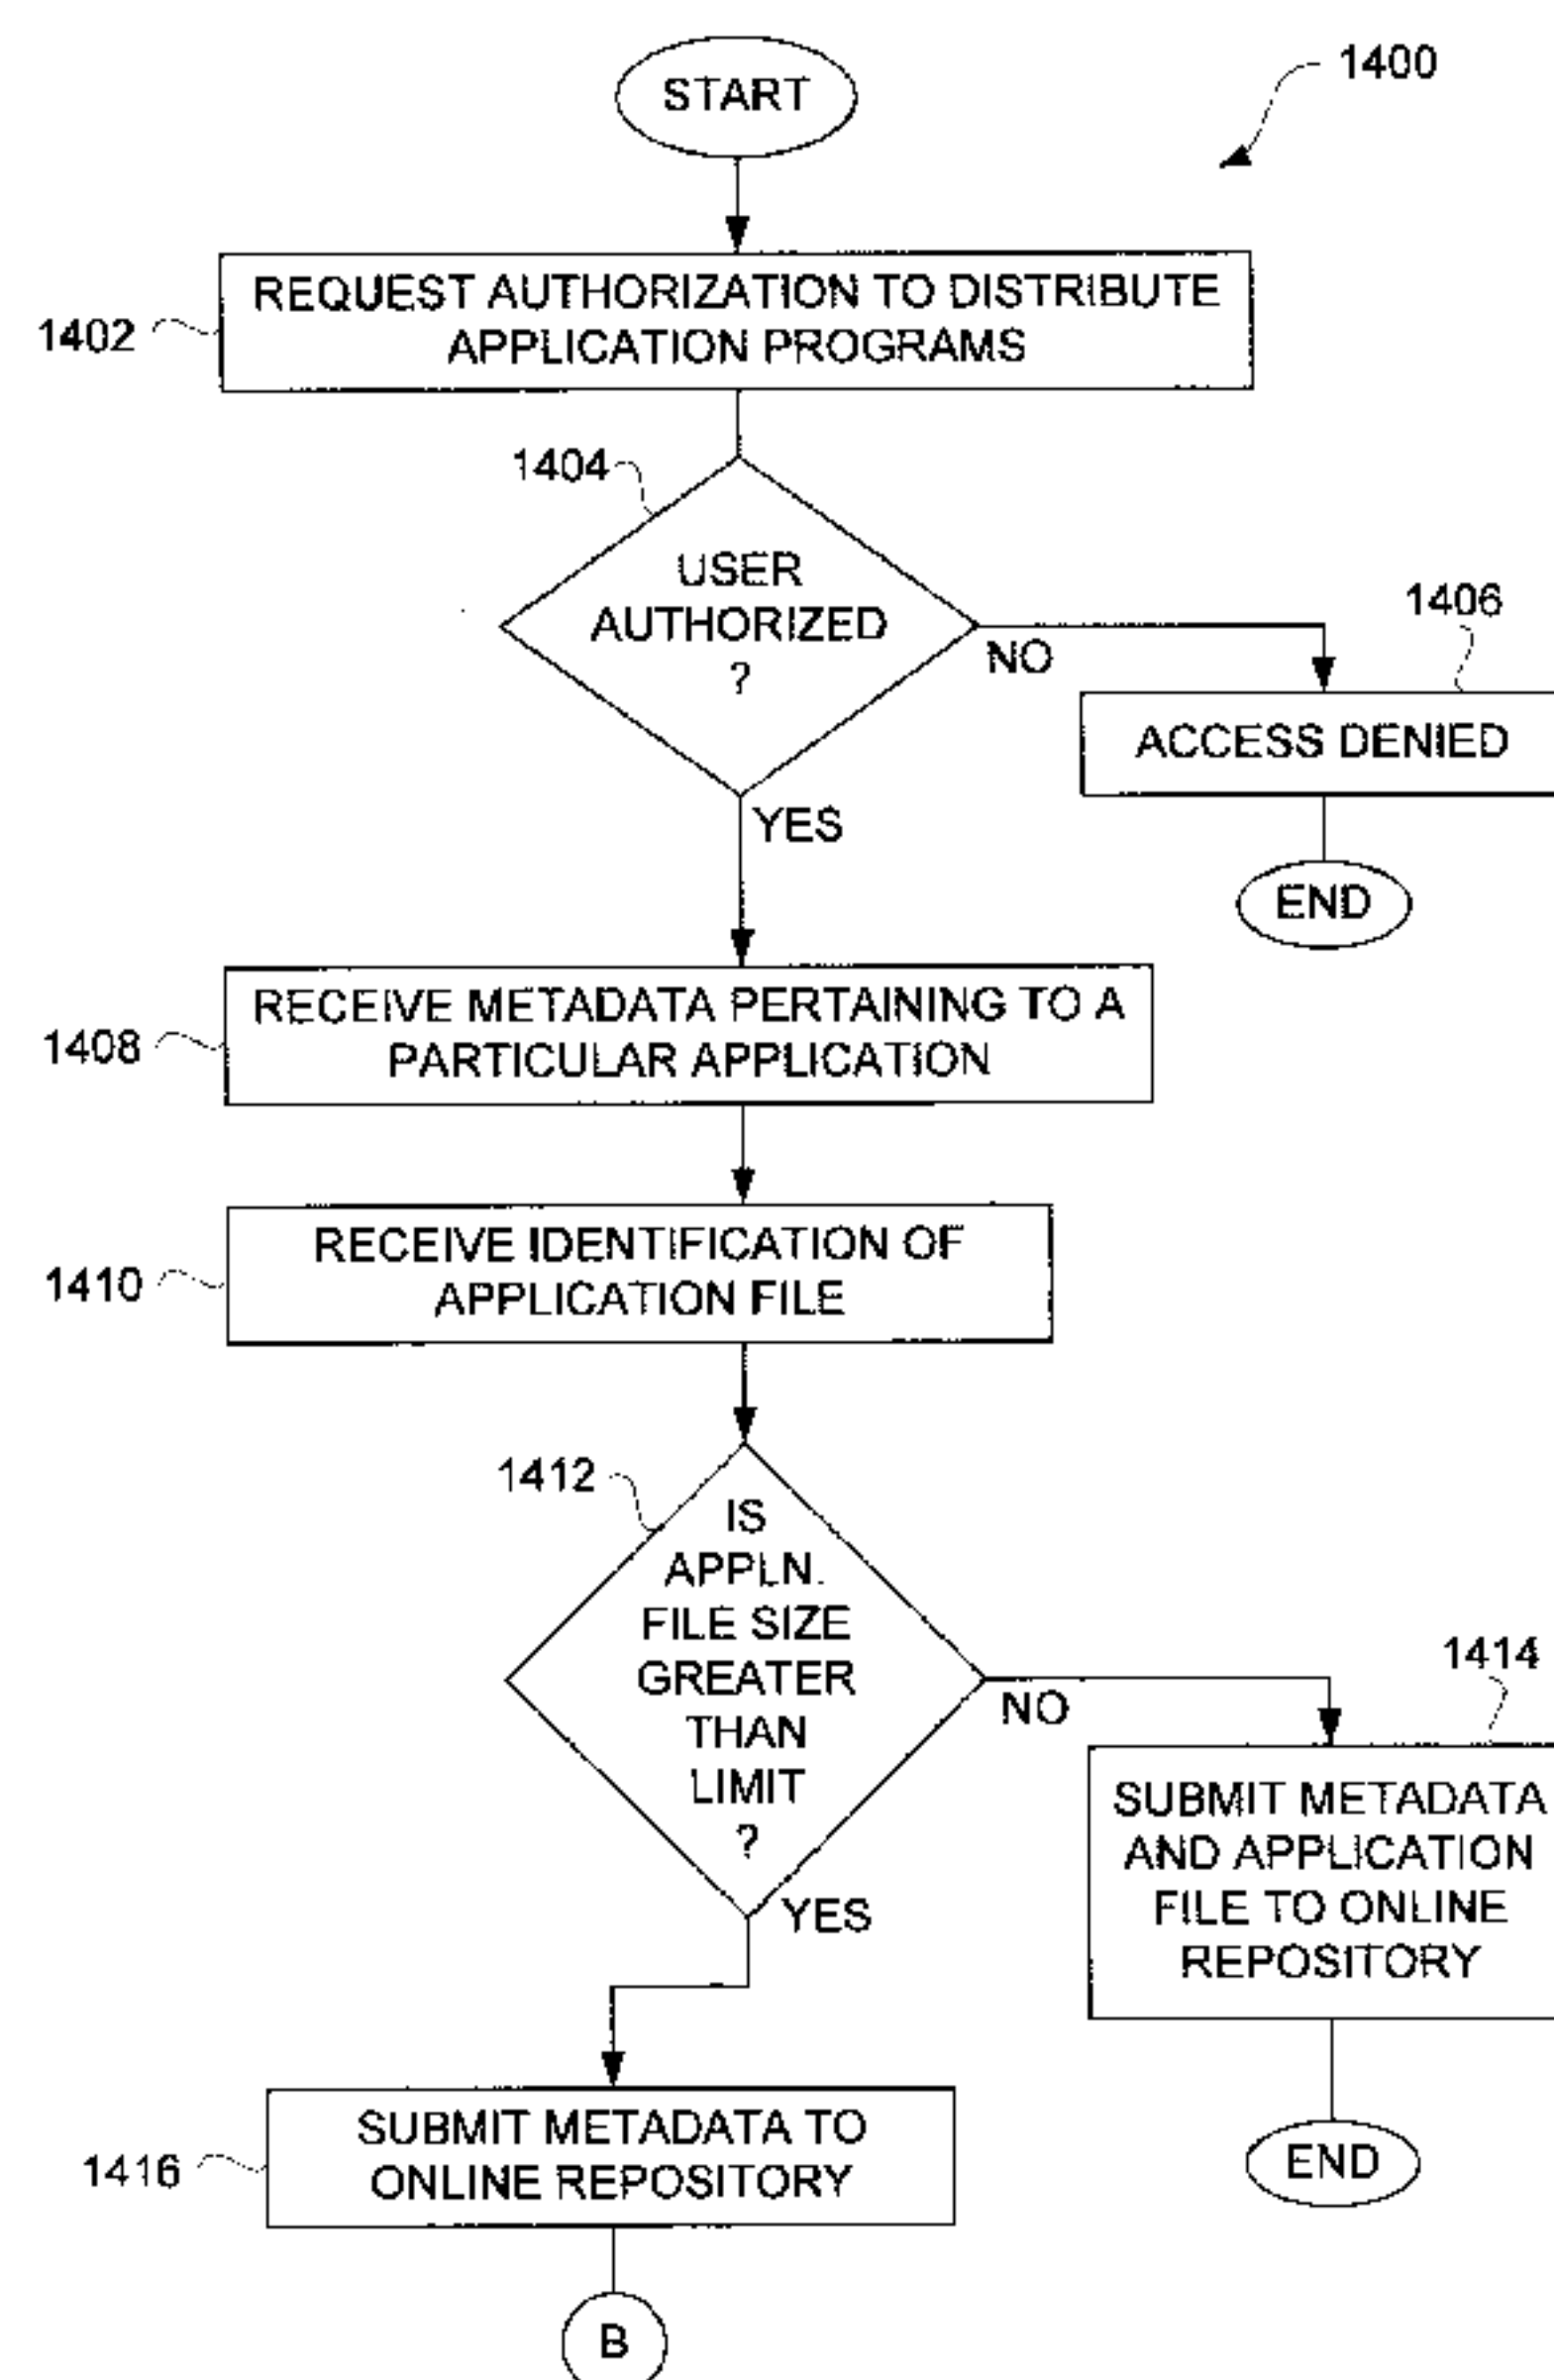 START
1400
REQUEST AUTHORIZATION TO DISTRIBUTE
APPLICATION PROGRAMS
1402
1404
USER
AUTHORIZED
?
NO
1406
ACCESS DENIED
END
YES
RECEIVE METADATA PERTAINING TO A
PARTICULAR APPLICATION
1408
RECEIVE IDENTIFICATION OF
APPLICATION FILE
1410
1412
IS
APPLN.
FILE SIZE
GREATER
THAN
LIMIT
?
NO
1414
SUBMIT METADATA
AND APPLICATION
FILE TO ONLINE
REPOSITORY
END
YES
SUBMIT METADATA TO
ONLINE REPOSITORY
1416
B